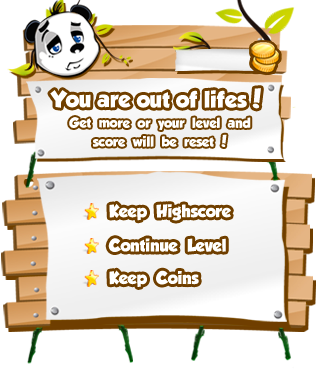 You are out of lifes!
Get more or your level and
score will be reset !
Keep Highscore
Continue Level
Keep Coins